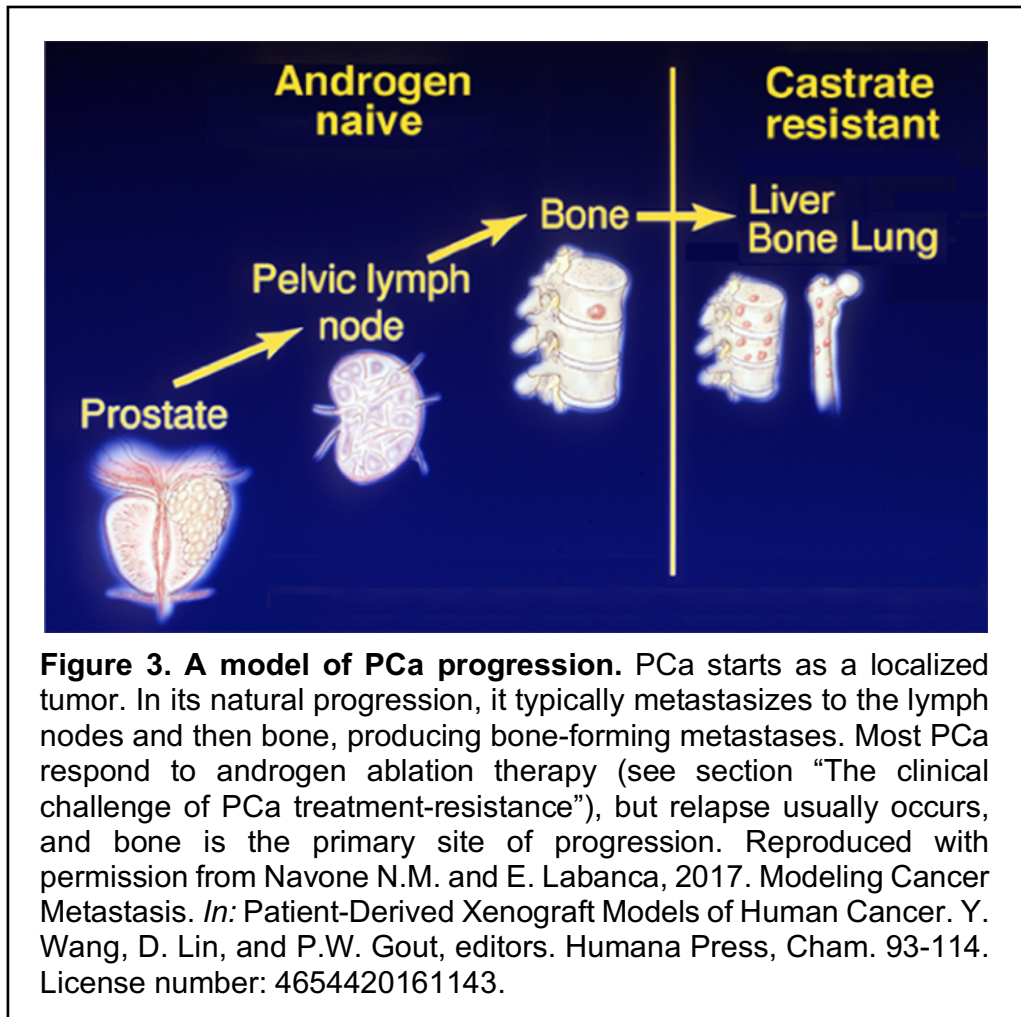 Androgen
naive
Castrate
resistant
Bone
Liver
Bone Lung
Pelvic lymph
node
Prostate
Figure 3. A model of PCa progression. PCa starts as a localized
tumor. In its natural progression, it typically metastasizes to the lymph
nodes and then bone, producing bone-forming metastases. Most PCa
respond to androgen ablation therapy (see section “The clinical
challenge of PCa treatment-resistance”), but relapse usually occurs,
and bone is the primary site of progression. Reproduced with
permission from Navone N.M. and E. Labanca, 2017. Modeling Cancer
Metastasis. In: Patient-Derived Xenograft Models of Human Cancer. Y.
Wang, D. Lin, and P.W. Gout, editors. Humana Press, Cham. 93-114.
License number: 4654420161143.